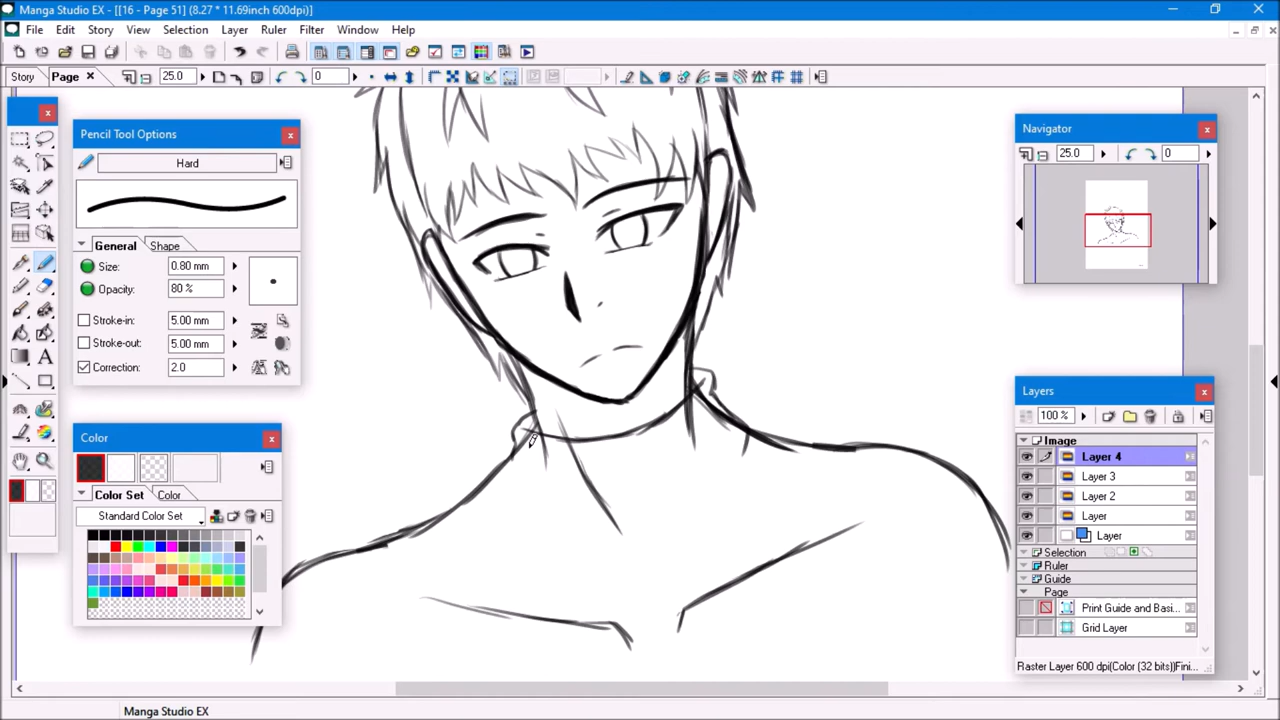 Manga Studio EX - [[16 - Page 51] (8.27 * 11.69inch 600dpi)]
File Edit Story View Selection Layer Ruler Filter Window Help
Story Page 25.0 0
Pencil Tool Options
Hard
General Shape
Size: 0.80 mm
Opacity: 80 %
Stroke-in: 5.00 mm
Stroke-out: 5.00 mm
Correction: 2.0
Color
Color Set Color
Standard Color Set
Navigator
25.0 0
Layers
100 %
Image
Layer 4
Layer 3
Layer 2
Layer
Layer
Selection
Ruler
Guide
Page
Print Guide and Basi...
Grid Layer
Raster Layer 600 dpi(Color (32 bits))Fini...
Manga Studio EX